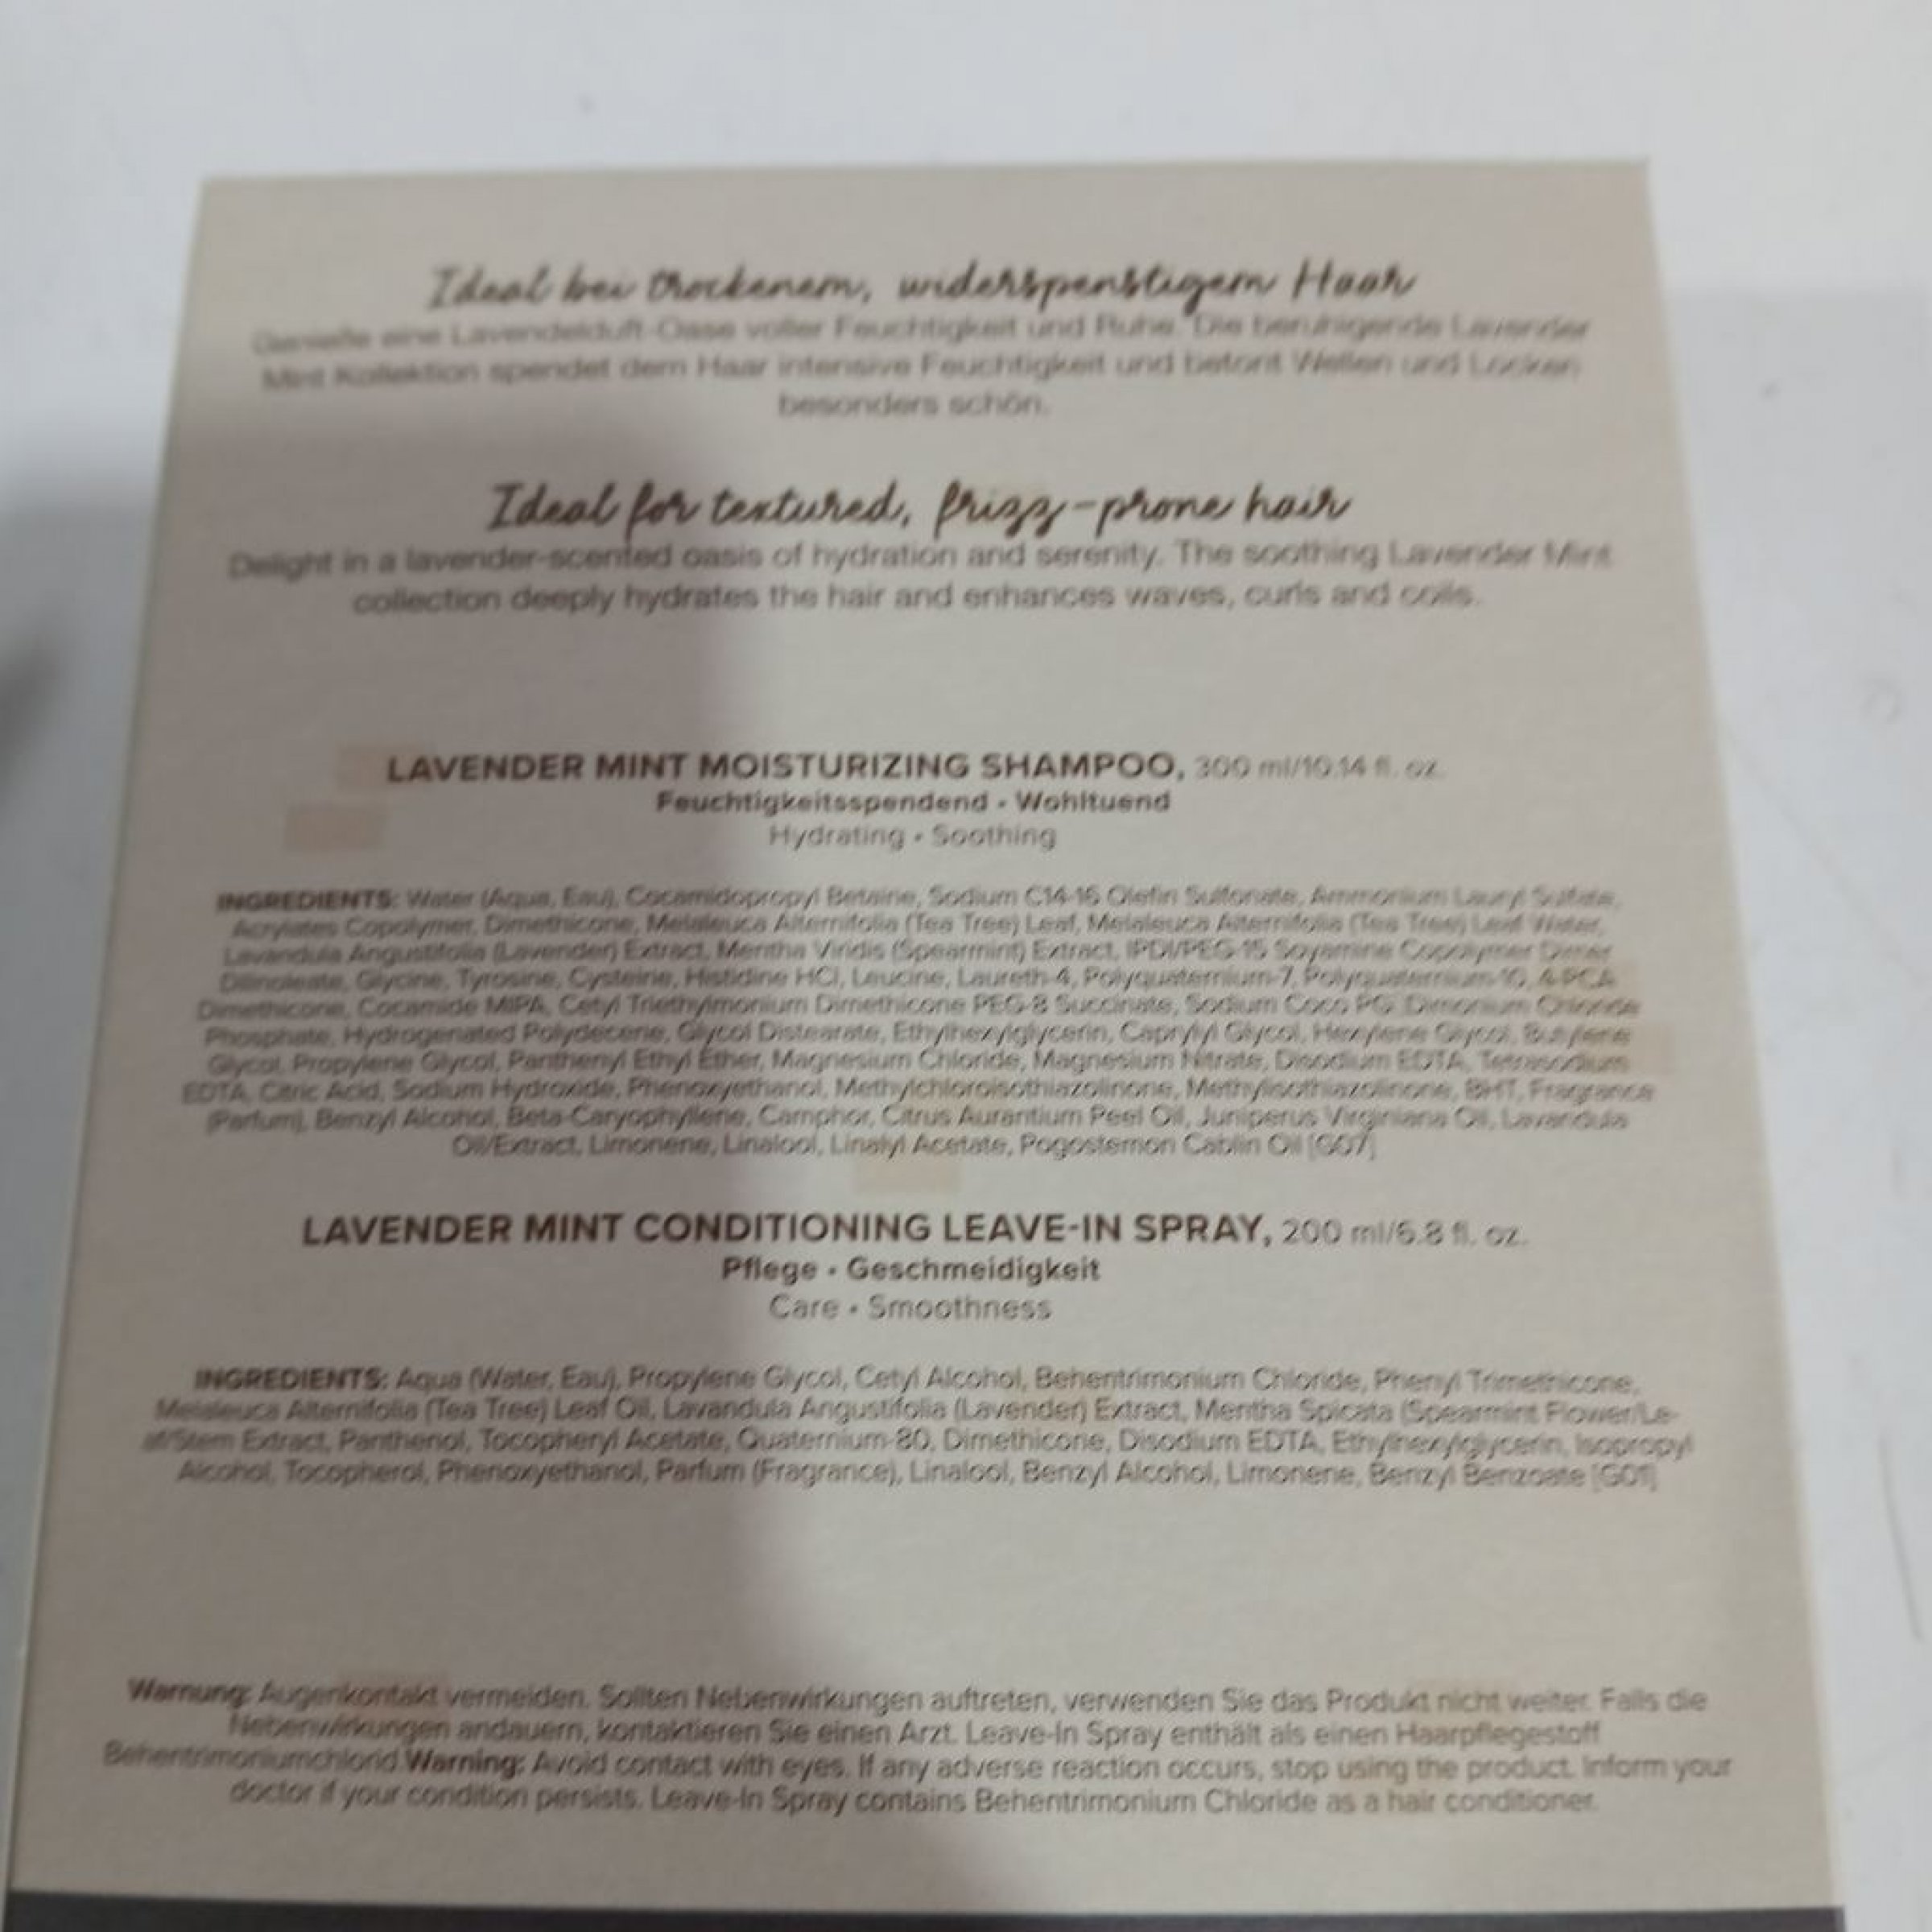 Ideal bei trockenem, widerspenstigem Haar
Genieße eine Lavendelduft-Oase voller Feuchtigkeit und Ruhe. Die beruhigende Lavender
Mint Kollektion spendet dem Haar intensive Feuchtigkeit und betont Wellen und Locken
besonders schön.
Ideal for textured, frizz-prone hair
Delight in a lavender-scented oasis of hydration and serenity. The soothing Lavender Mint
collection deeply hydrates the hair and enhances waves, curls and coils.
LAVENDER MINT MOISTURIZING SHAMPOO, 300 ml/10.14 fl. oz.
Feuchtigkeitsspendend • Wohltuend
Hydrating • Soothing
INGREDIENTS: Water (Aqua, Eau), Cocamidopropyl Betaine, Sodium C14-16 Olefin Sulfonate, Ammonium Lauryl Sulfate,
Acrylates Copolymer, Dimethicone, Melaleuca Alternifolia (Tea Tree) Leaf, Melaleuca Alternifolia (Tea Tree) Leaf Water,
Lavandula Angustifolia (Lavender) Extract, Mentha Viridis (Spearmint) Extract, IPDI/PEG-15 Soyamine Copolymer Dimer
Dilinoleate, Glycine, Tyrosine, Cysteine, Histidine HCl, Leucine, Laureth-4, Polyquaternium-7, Polyquaternium-10,
Dimethicone, Cocamide MIPA, Cetyl Triethylmonium Dimethicone PEG-8 Succinate, Sodium Coco PG Dimonium Chloride
Phosphate, Hydrogenated Polydecene, Glycol Distearate, Ethylhexylglycerin, Caprylyl Glycol, Hexylene Glycol, Butylene
Glycol, Propylene Glycol, Panthenyl Ethyl Ether, Magnesium Chloride, Magnesium Nitrate, Disodium EDTA, Tetrasodium
EDTA, Citric Acid, Sodium Hydroxide, Phenoxyethanol, Methylchloroisothiazolinone, Methylisothiazolinone, BHT, Fragrance
(Parfum), Benzyl Alcohol, Beta-Caryophyllene, Camphor, Citrus Aurantium Peel Oil, Juniperus Virginiana Oil, Lavandula
Oil/Extract, Limonene, Linalool, Linalyl Acetate, Pogostemon Cablin Oil [G07]
LAVENDER MINT CONDITIONING LEAVE-IN SPRAY, 200 ml/6.8 fl. oz.
Pflege • Geschmeidigkeit
Care • Smoothness
INGREDIENTS: Aqua (Water, Eau), Propylene Glycol, Cetyl Alcohol, Behentrimonium Chloride, Phenyl Trimethicone,
Melaleuca Alternifolia (Tea Tree) Leaf Oil, Lavandula Angustifolia (Lavender) Extract, Mentha Spicata (Spearmint Flower/Le-
af/Stem Extract, Panthenol, Tocopheryl Acetate, Quaternium-80, Dimethicone, Disodium EDTA, Ethylhexylglycerin, Isopropyl
Alcohol, Tocopherol, Phenoxyethanol, Parfum (Fragrance), Linalool, Benzyl Alcohol, Limonene, Benzyl Benzoate [G01]
Warnung: Augenkontakt vermeiden. Sollten Nebenwirkungen auftreten, verwenden Sie das Produkt nicht weiter. Falls die
Nebenwirkungen andauern, kontaktieren Sie einen Arzt. Leave-In Spray enthält als einen Haarpflegestoff
Behentrimoniumchlorid Warning: Avoid contact with eyes. If any adverse reaction occurs, stop using the product. Inform your
doctor if your condition persists. Leave-In Spray contains Behentrimonium Chloride as a hair conditioner.